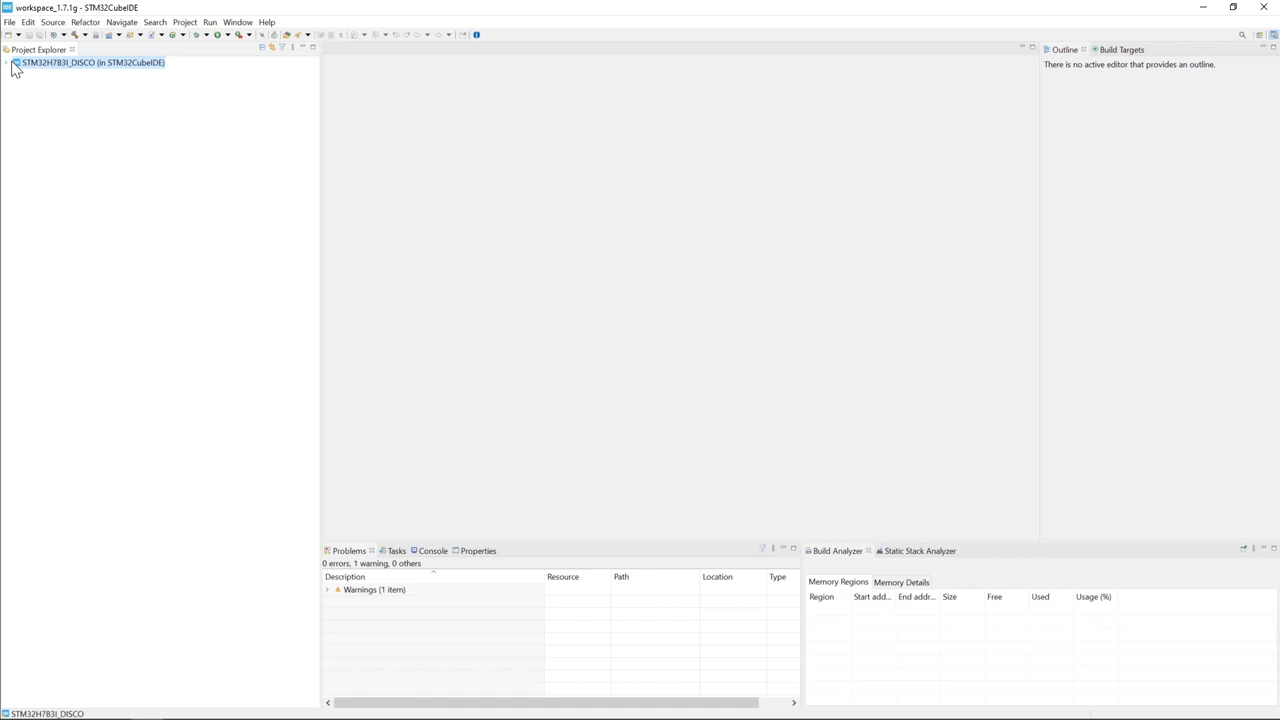 IDE workspace_1.7.1g - STM32CubeIDE
File Edit Source Refactor Navigate Search Project Run Window Help
Project Explorer
STM32H7B3I_DISCO (in STM32CubeIDE)
Outline Build Targets
There is no active editor that provides an outline.
Problems Tasks Console Properties
0 errors, 1 warning, 0 others
Description Resource Path Location Type
Warnings (1 item)
Build Analyzer Static Stack Analyzer
Memory Regions Memory Details
Region Start add... End addr... Size Free Used Usage (%)
STM32H7B3I_DISCO